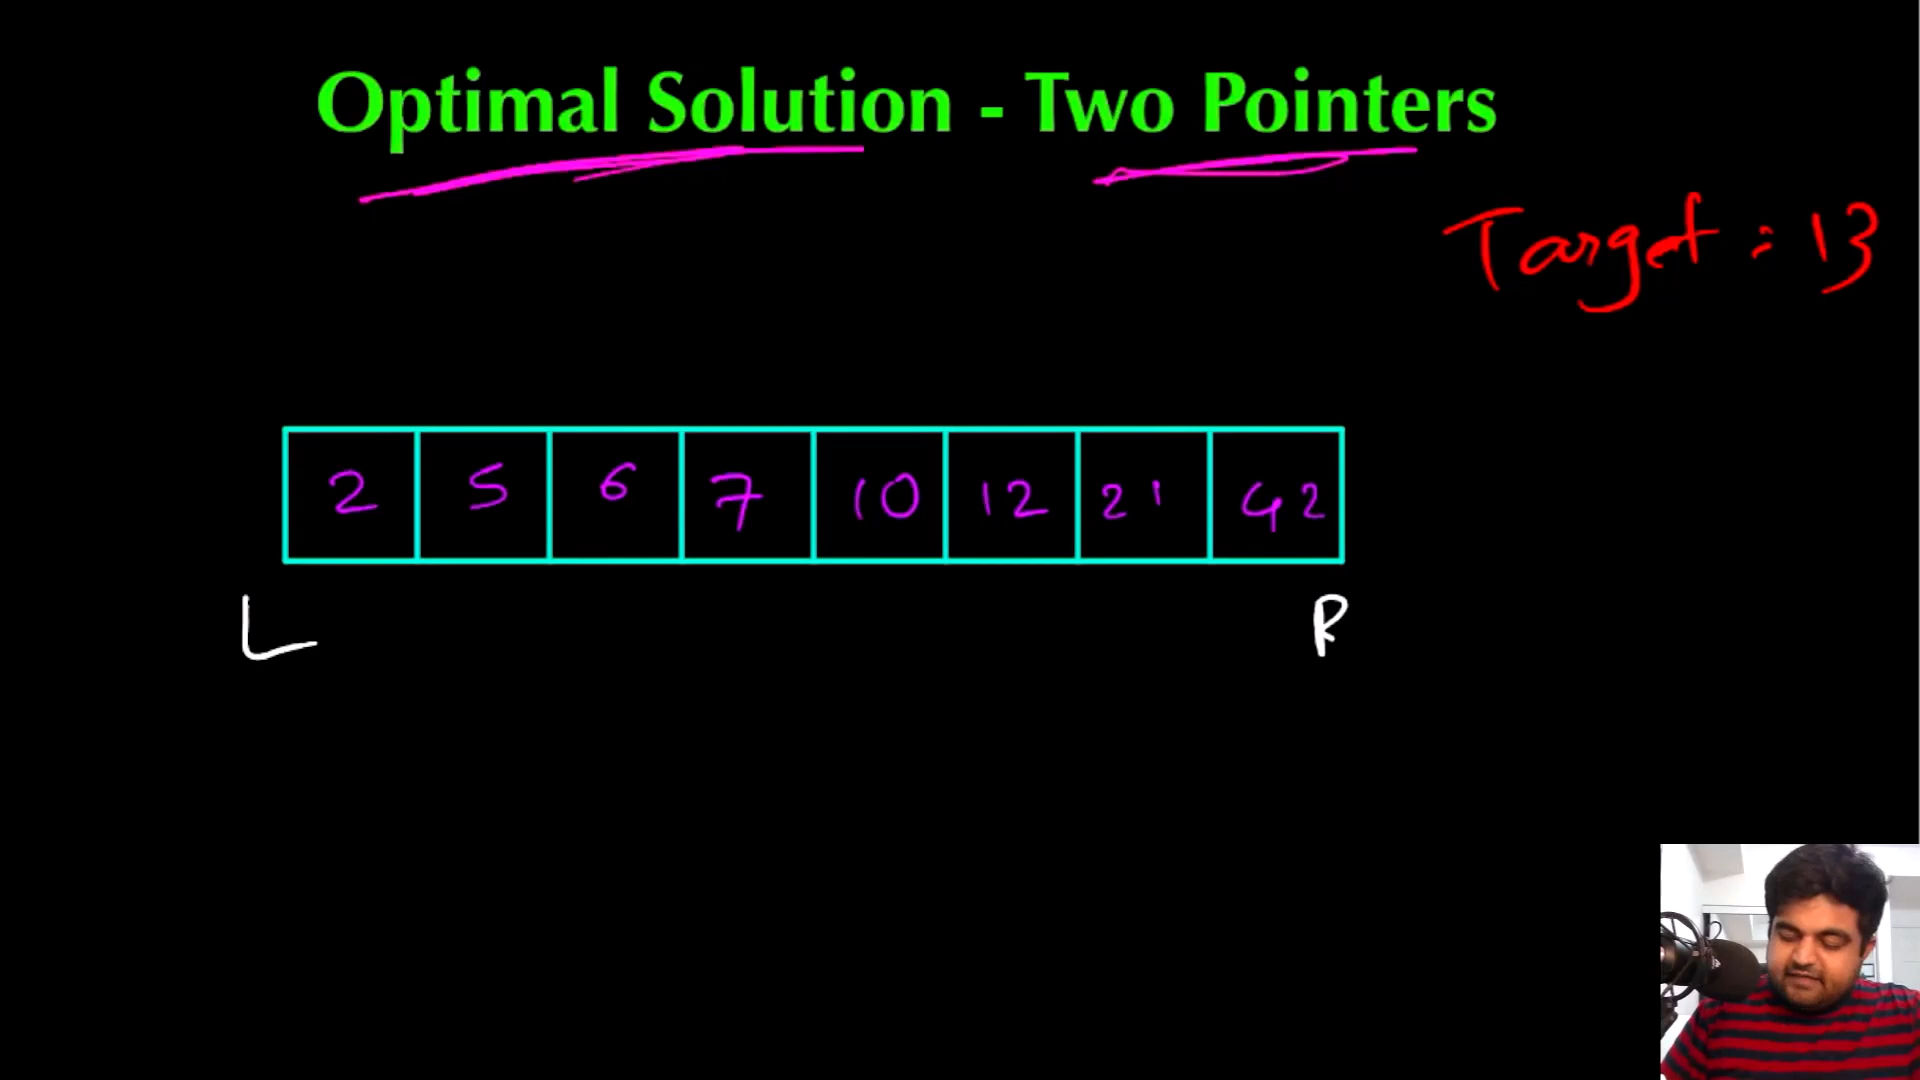 Optimal Solution - Two Pointers
Target = 13
2 5 6 7 10 12 21 42
L R